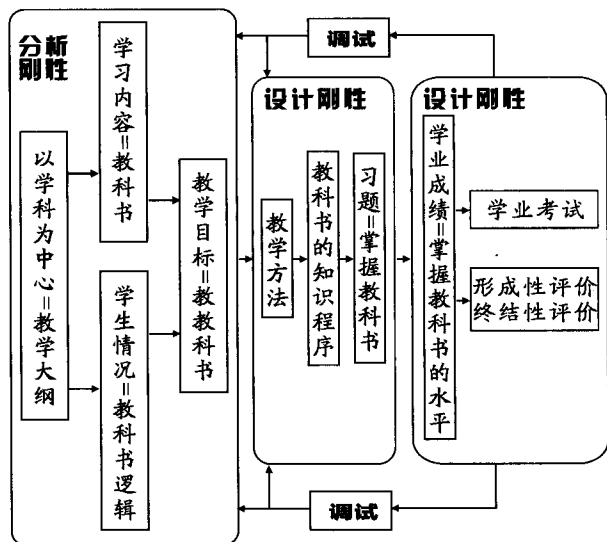 分析
刚性
以学科为中心=教学大纲
学习内容=教科书
学生情况=教科书逻辑
教学目标=教教科书
调试
设计刚性
教学方法
教科书的知识程序
习题=掌握教科书
设计刚性
学业成绩=掌握教科书的水平
学业考试
形成性评价
终结性评价
调试